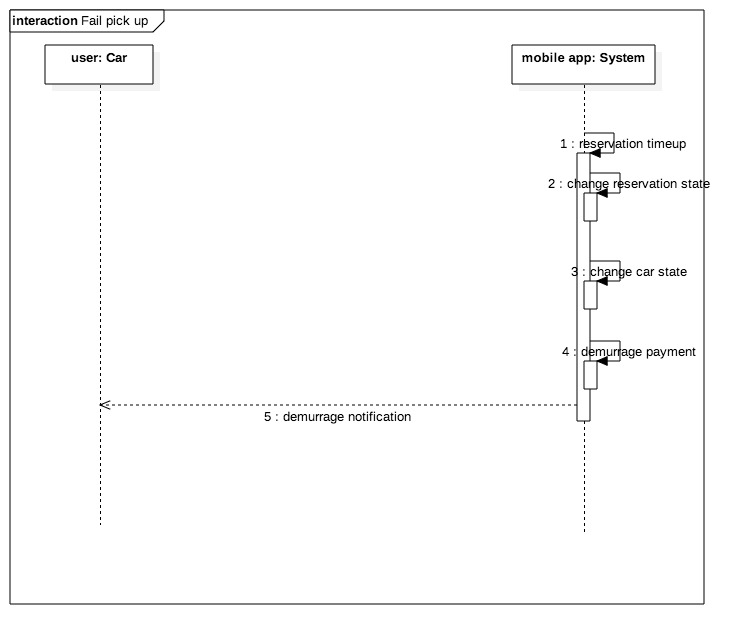 interaction Fail pick up
user: Car
mobile app: System
1 : reservation timeup
2 : change reservation state
3 : change car state
4 : demurrage payment
5 : demurrage notification